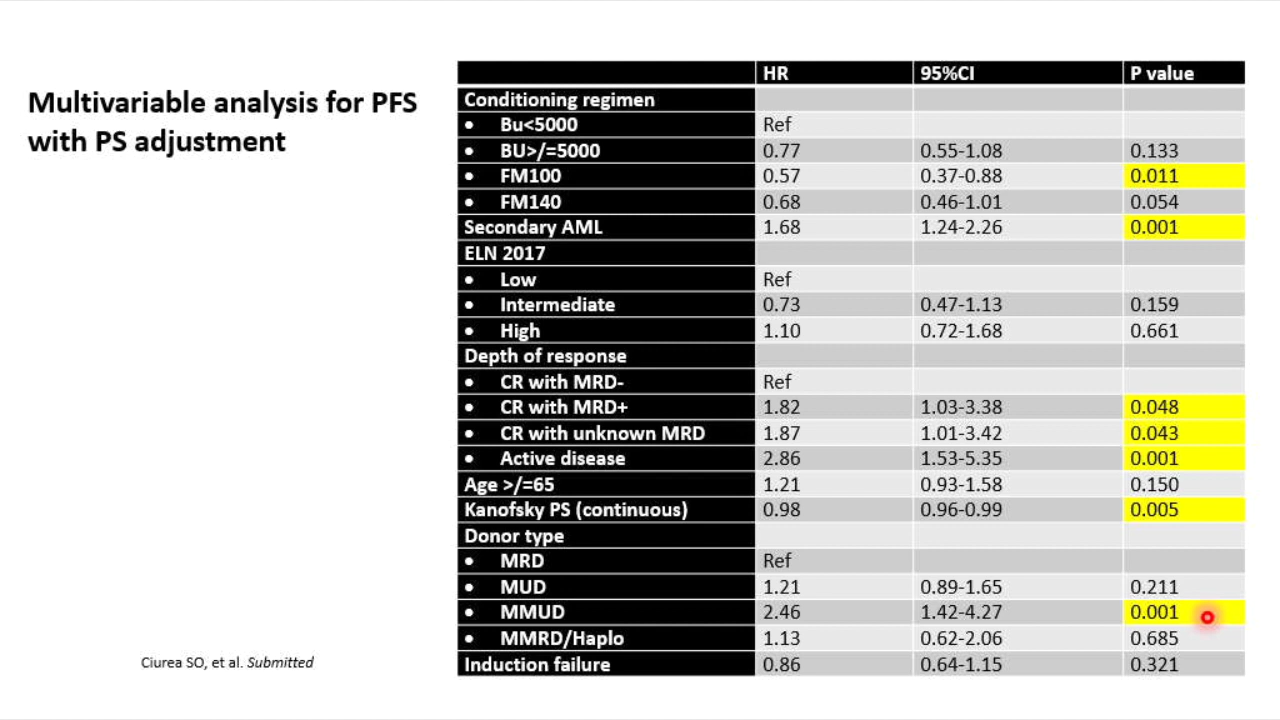 Multivariable analysis for PFS
with PS adjustment
HR 95%CI P value
Conditioning regimen
• Bu<5000 Ref
• BU>/=5000 0.77 0.55-1.08 0.133
• FM100 0.57 0.37-0.88 0.011
• FM140 0.68 0.46-1.01 0.054
Secondary AML 1.68 1.24-2.26 0.001
ELN 2017
• Low Ref
• Intermediate 0.73 0.47-1.13 0.159
• High 1.10 0.72-1.68 0.661
Depth of response
• CR with MRD- Ref
• CR with MRD+ 1.82 1.03-3.38 0.048
• CR with unknown MRD 1.87 1.01-3.42 0.043
• Active disease 2.86 1.53-5.35 0.001
Age >/=65 1.21 0.93-1.58 0.150
Kanofsky PS (continuous) 0.98 0.96-0.99 0.005
Donor type
• MRD Ref
• MUD 1.21 0.89-1.65 0.211
• MMUD 2.46 1.42-4.27 0.001
• MMRD/Haplo 1.13 0.62-2.06 0.685
Induction failure 0.86 0.64-1.15 0.321
Ciurea SO, et al. Submitted